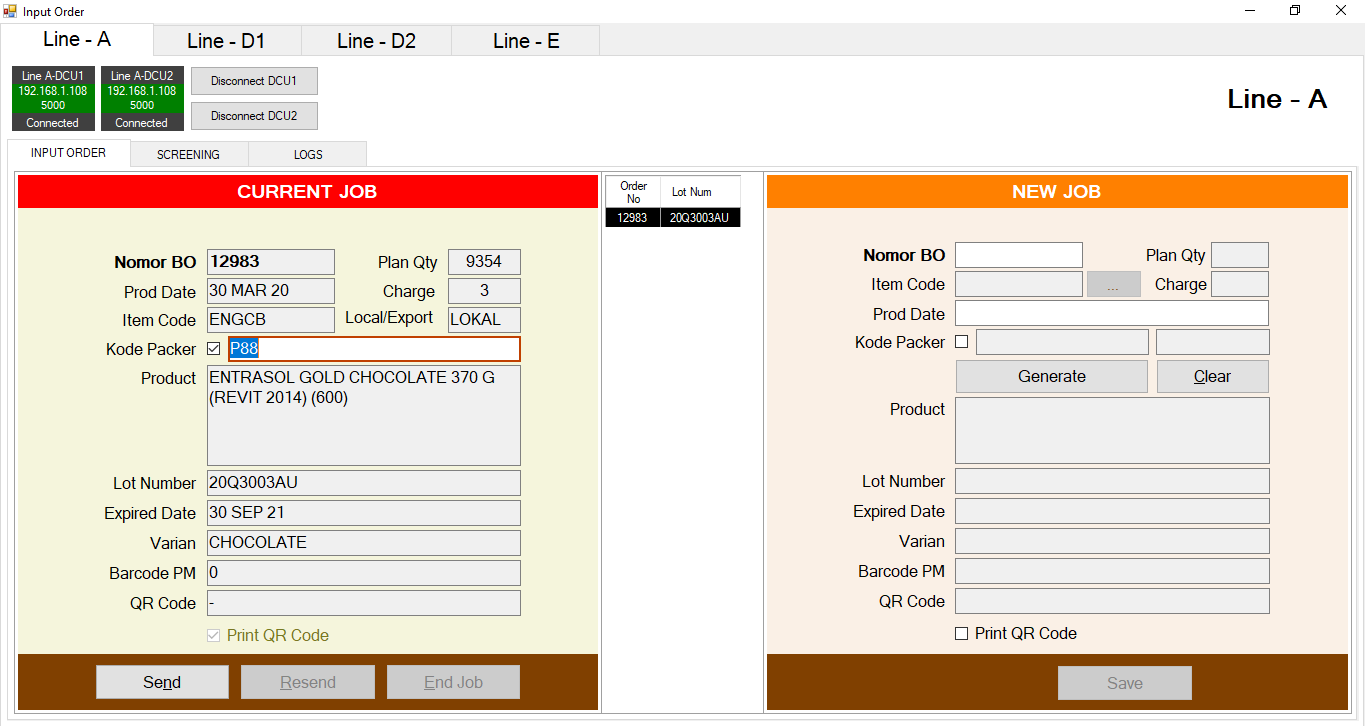 Input Order
Line - A
Line - D1
Line - D2
Line - E
Line A-DCU1
192.168.1.108
5000
Connected
Line A-DCU2
192.168.1.108
5000
Connected
Disconnect DCU1
Disconnect DCU2
Line - A
INPUT ORDER
SCREENING
LOGS
CURRENT JOB
Nomor BO 12983 Plan Qty 9354
Prod Date 30 MAR 20 Charge 3
Item Code ENGCB Local/Export LOKAL
Kode Packer P88
Product ENTRASOL GOLD CHOCOLATE 370 G
(REVIT 2014) (600)
Lot Number 20Q3003AU
Expired Date 30 SEP 21
Varian CHOCOLATE
Barcode PM 0
QR Code -
Print QR Code
Send Resend End Job
Order
No
Lot Num
12983 20Q3003AU
NEW JOB
Nomor BO Plan Qty
Item Code ... Charge
Prod Date
Kode Packer
Generate Clear
Product
Lot Number
Expired Date
Varian
Barcode PM
QR Code
Print QR Code
Save